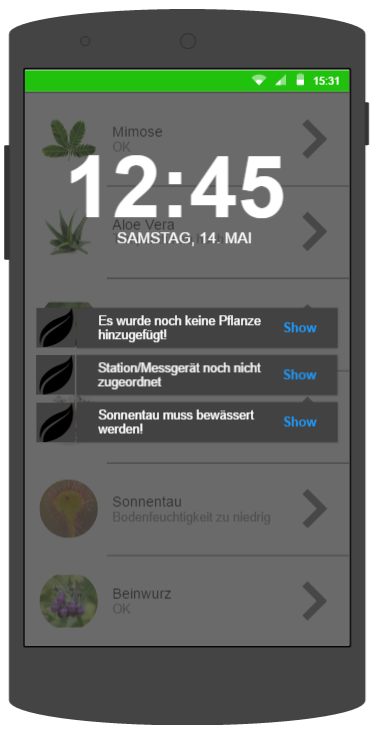 15:31
Mimose
OK
12:45
Aloe Vera
SAMSTAG, 14. MAI
Es wurde noch keine Pflanze
hinzugefügt!
Show
Station/Messgerät noch nicht
zugeordnet
Show
Sonnentau muss bewässert
werden!
Show
Sonnentau
Bodenfeuchtigkeit zu niedrig
Beinwurz
OK